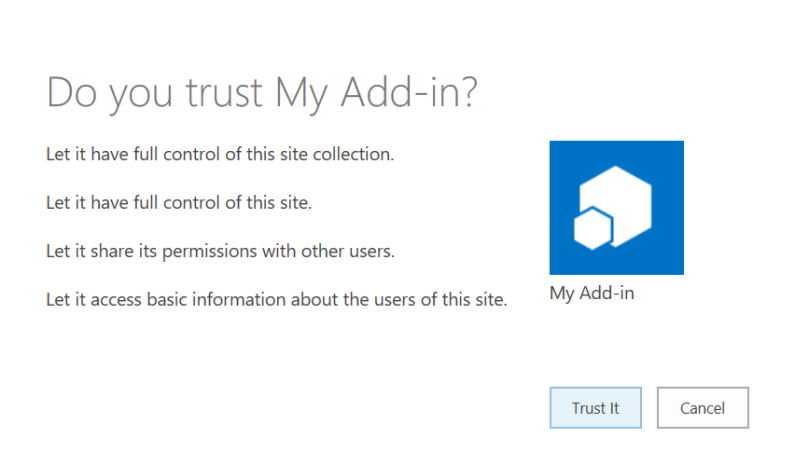 Do you trust My Add-in?
Let it have full control of this site collection.
Let it have full control of this site.
Let it share its permissions with other users.
Let it access basic information about the users of this site.
My Add-in
Trust It
Cancel